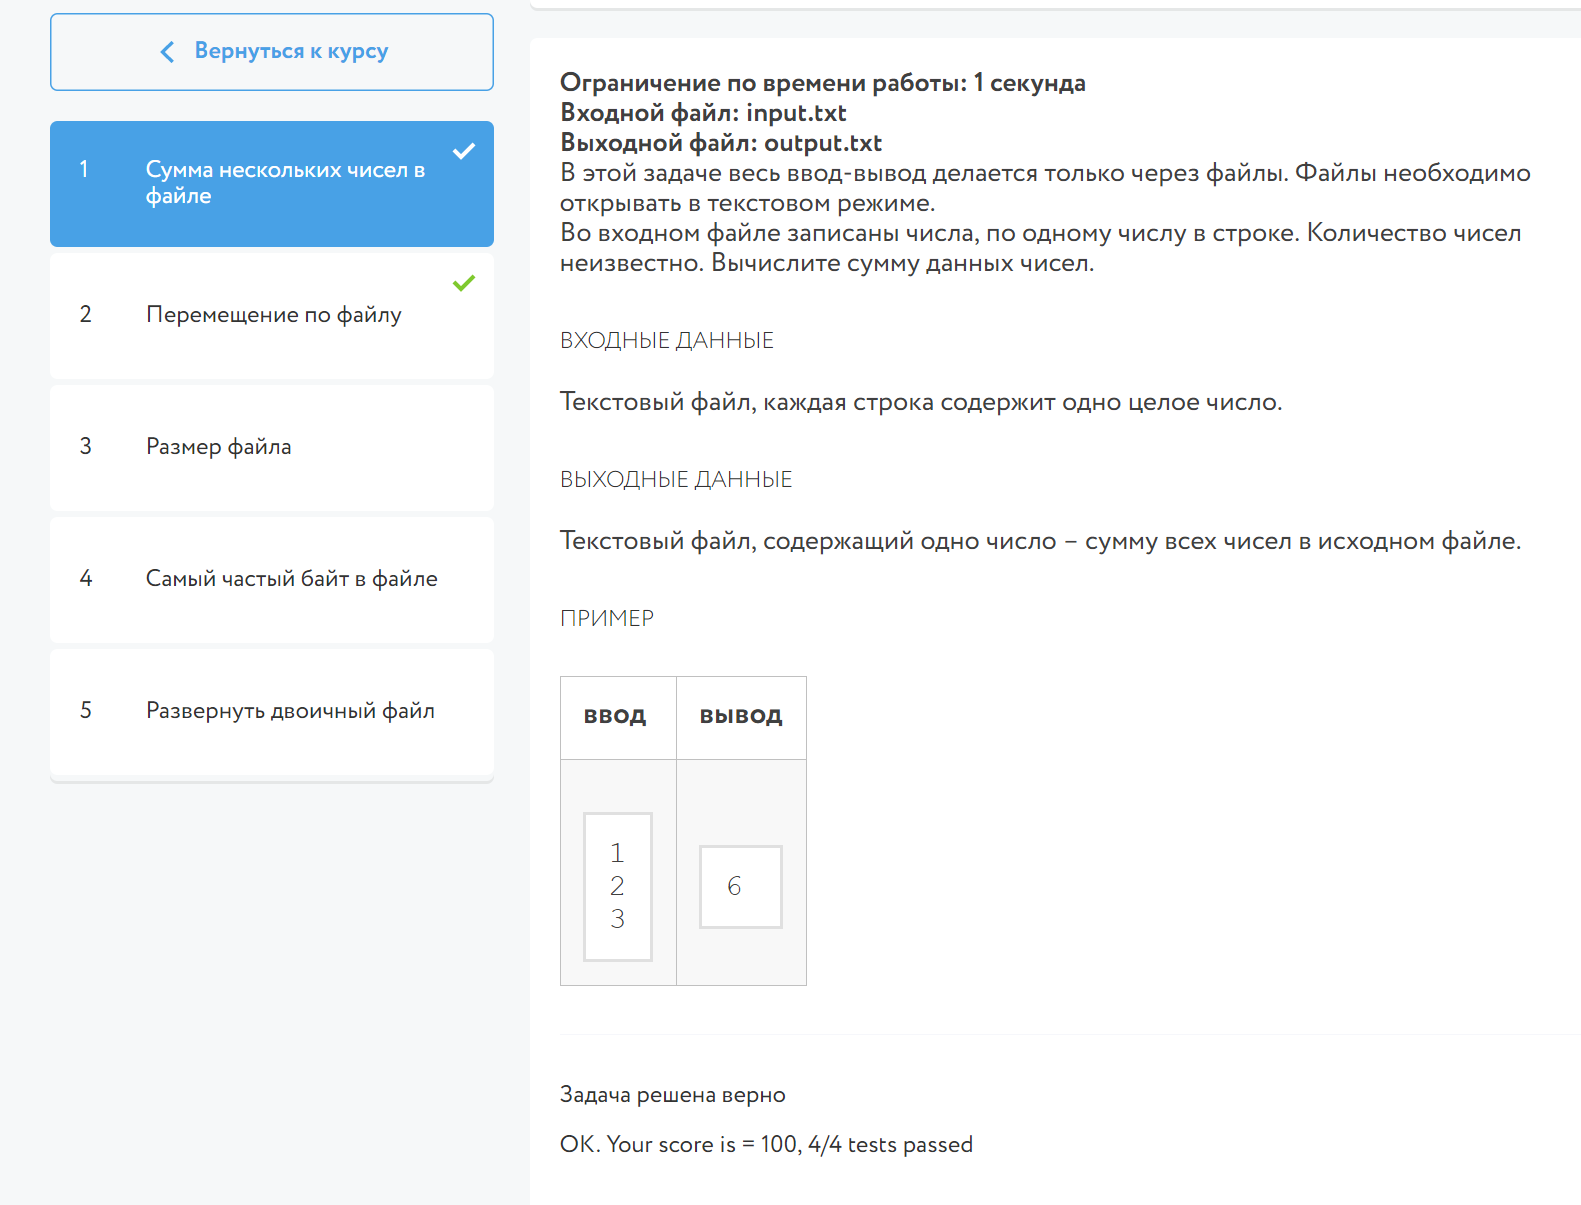 Вернуться к курсу
1 Сумма нескольких чисел в
файле
2 Перемещение по файлу
3 Размер файла
4 Самый частый байт в файле
5 Развернуть двоичный файл
Ограничение по времени работы: 1 секунда
Входной файл: input.txt
Выходной файл: output.txt
В этой задаче весь ввод-вывод делается только через файлы. Файлы необходимо
открывать в текстовом режиме.
Во входном файле записаны числа, по одному числу в строке. Количество чисел
неизвестно. Вычислите сумму данных чисел.
ВХОДНЫЕ ДАННЫЕ
Текстовый файл, каждая строка содержит одно целое число.
ВЫХОДНЫЕ ДАННЫЕ
Текстовый файл, содержащий одно число – сумму всех чисел в исходном файле.
ПРИМЕР
ввод вывод
1
2
3
6
Задача решена верно
OK. Your score is = 100, 4/4 tests passed